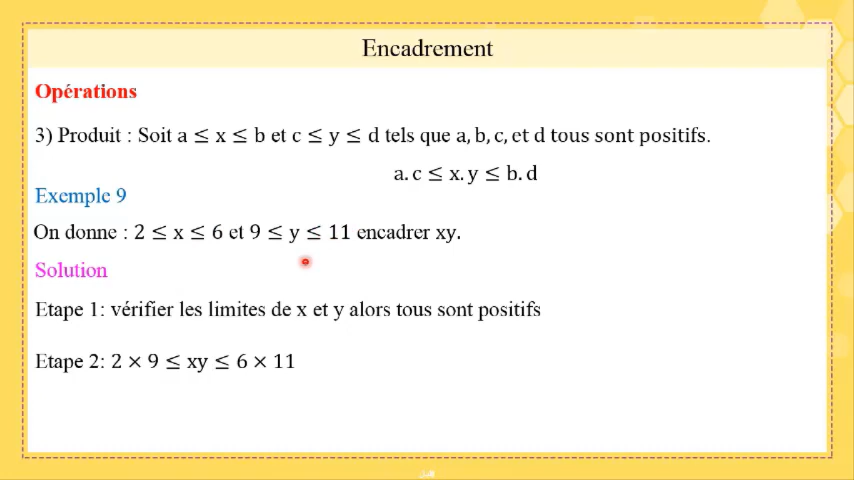 Encadrement
Opérations
3) Produit : Soit a ≤ x ≤ b et c ≤ y ≤ d tels que a, b, c, et d tous sont positifs.
a. c ≤ x. y ≤ b. d
Exemple 9
On donne : 2 ≤ x ≤ 6 et 9 ≤ y ≤ 11 encadrer xy.
Solution
Etape 1: vérifier les limites de x et y alors tous sont positifs
Etape 2: 2 × 9 ≤ xy ≤ 6 × 11